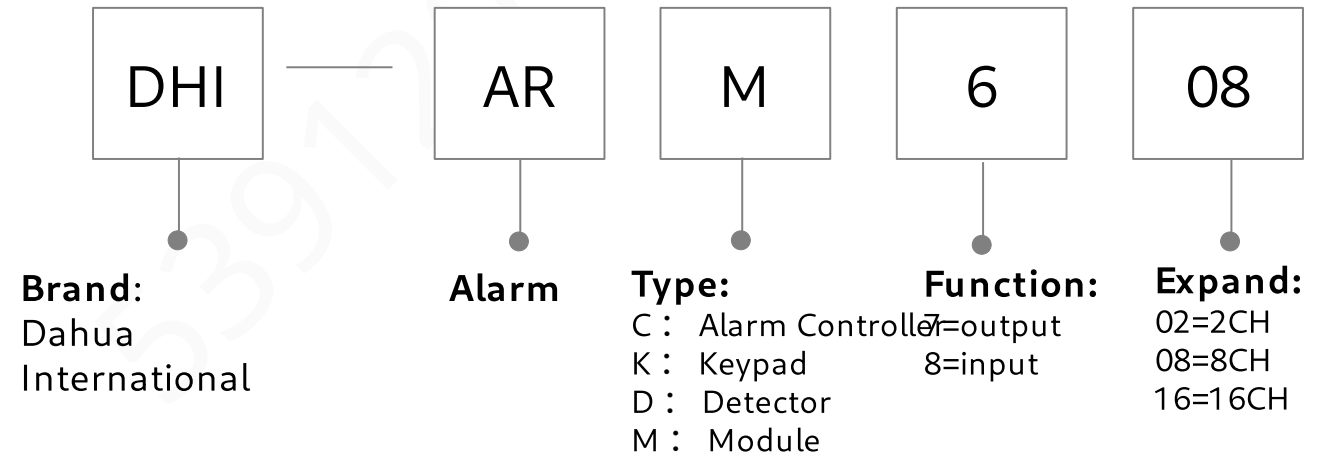 DHI — AR M 6 08
Brand:
Dahua
International
Alarm
Type:
C： Alarm Controller
K： Keypad
D： Detector
M： Module
Function:
7=output
8=input
Expand:
02=2CH
08=8CH
16=16CH